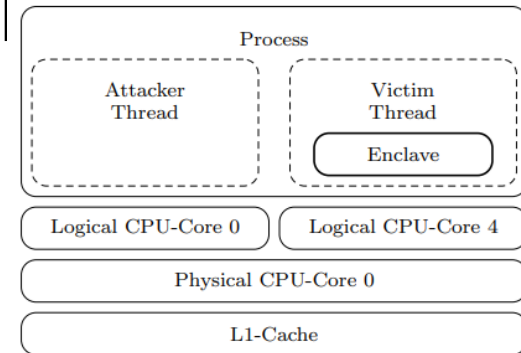 Process
Attacker
Thread
Victim
Thread
Enclave
Logical CPU-Core 0
Logical CPU-Core 4
Physical CPU-Core 0
L1-Cache